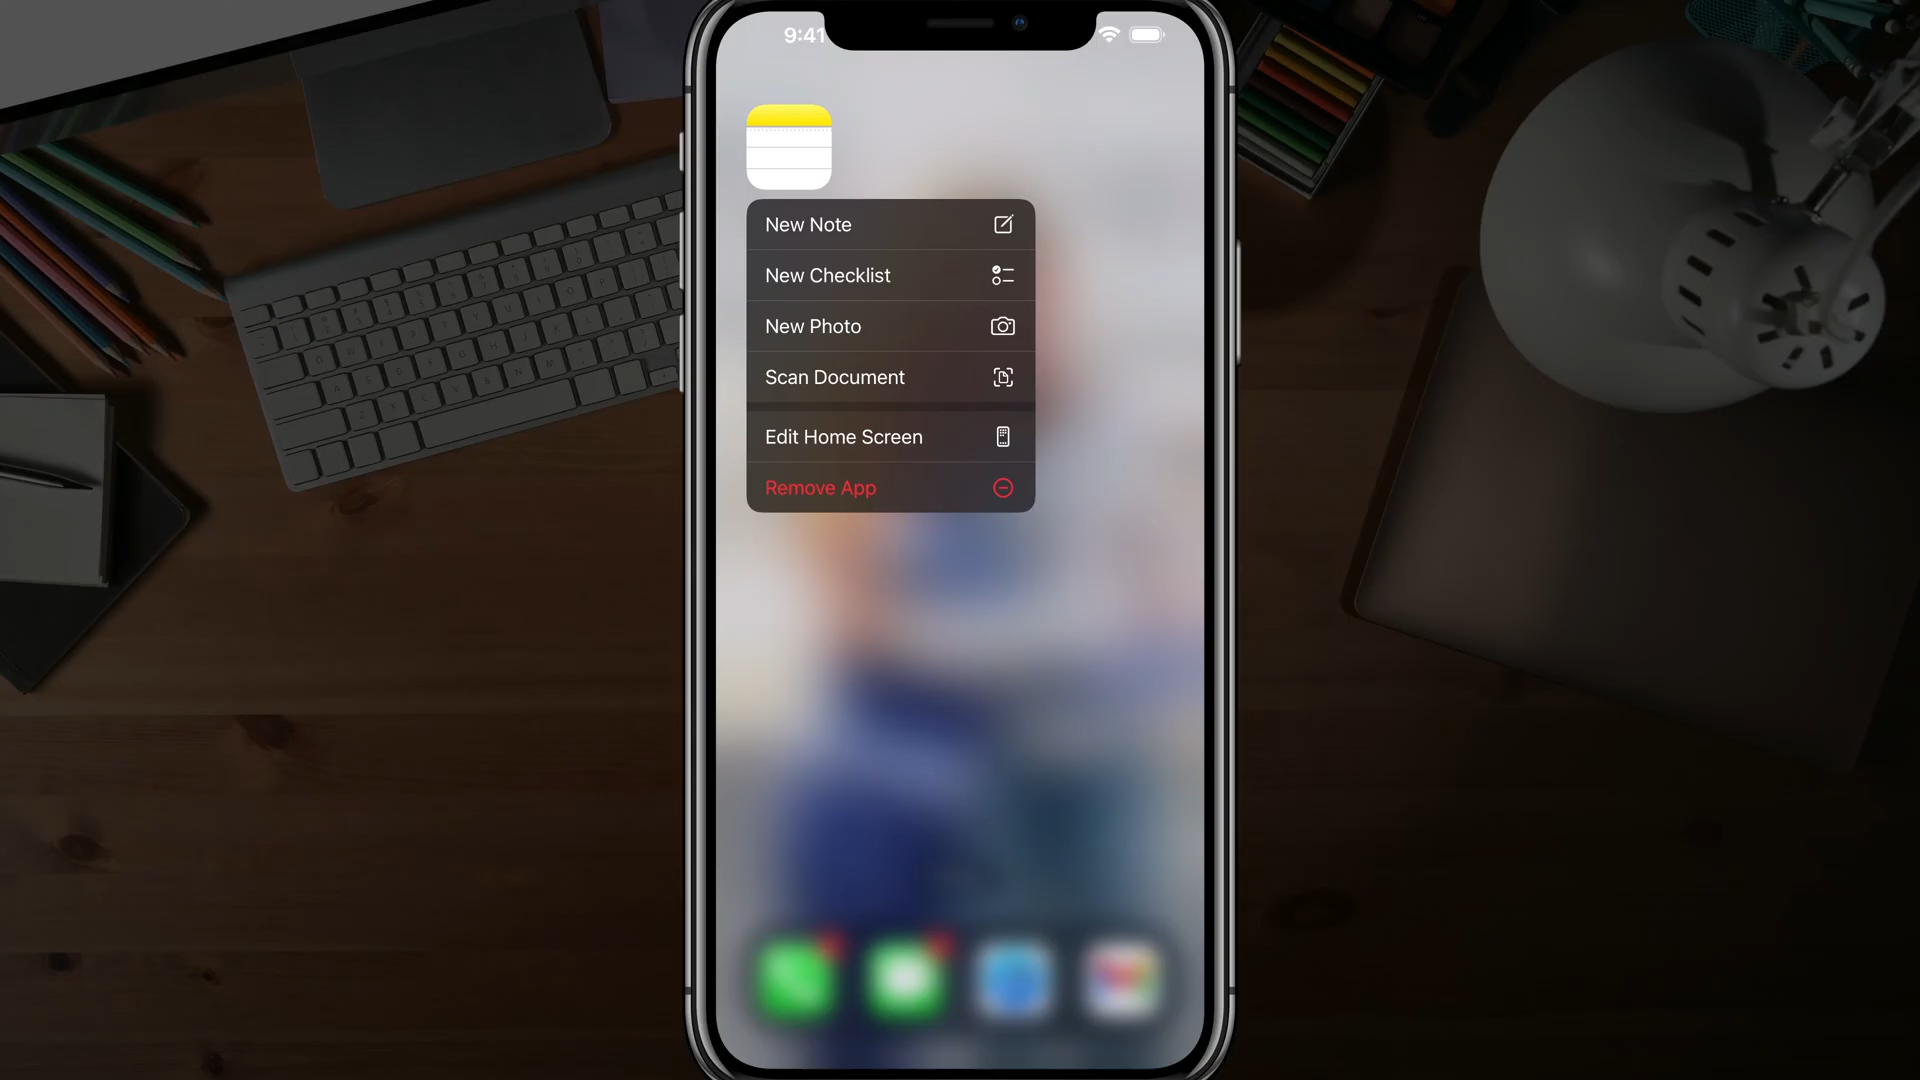 9:41
New Note
New Checklist
New Photo
Scan Document
Edit Home Screen
Remove App